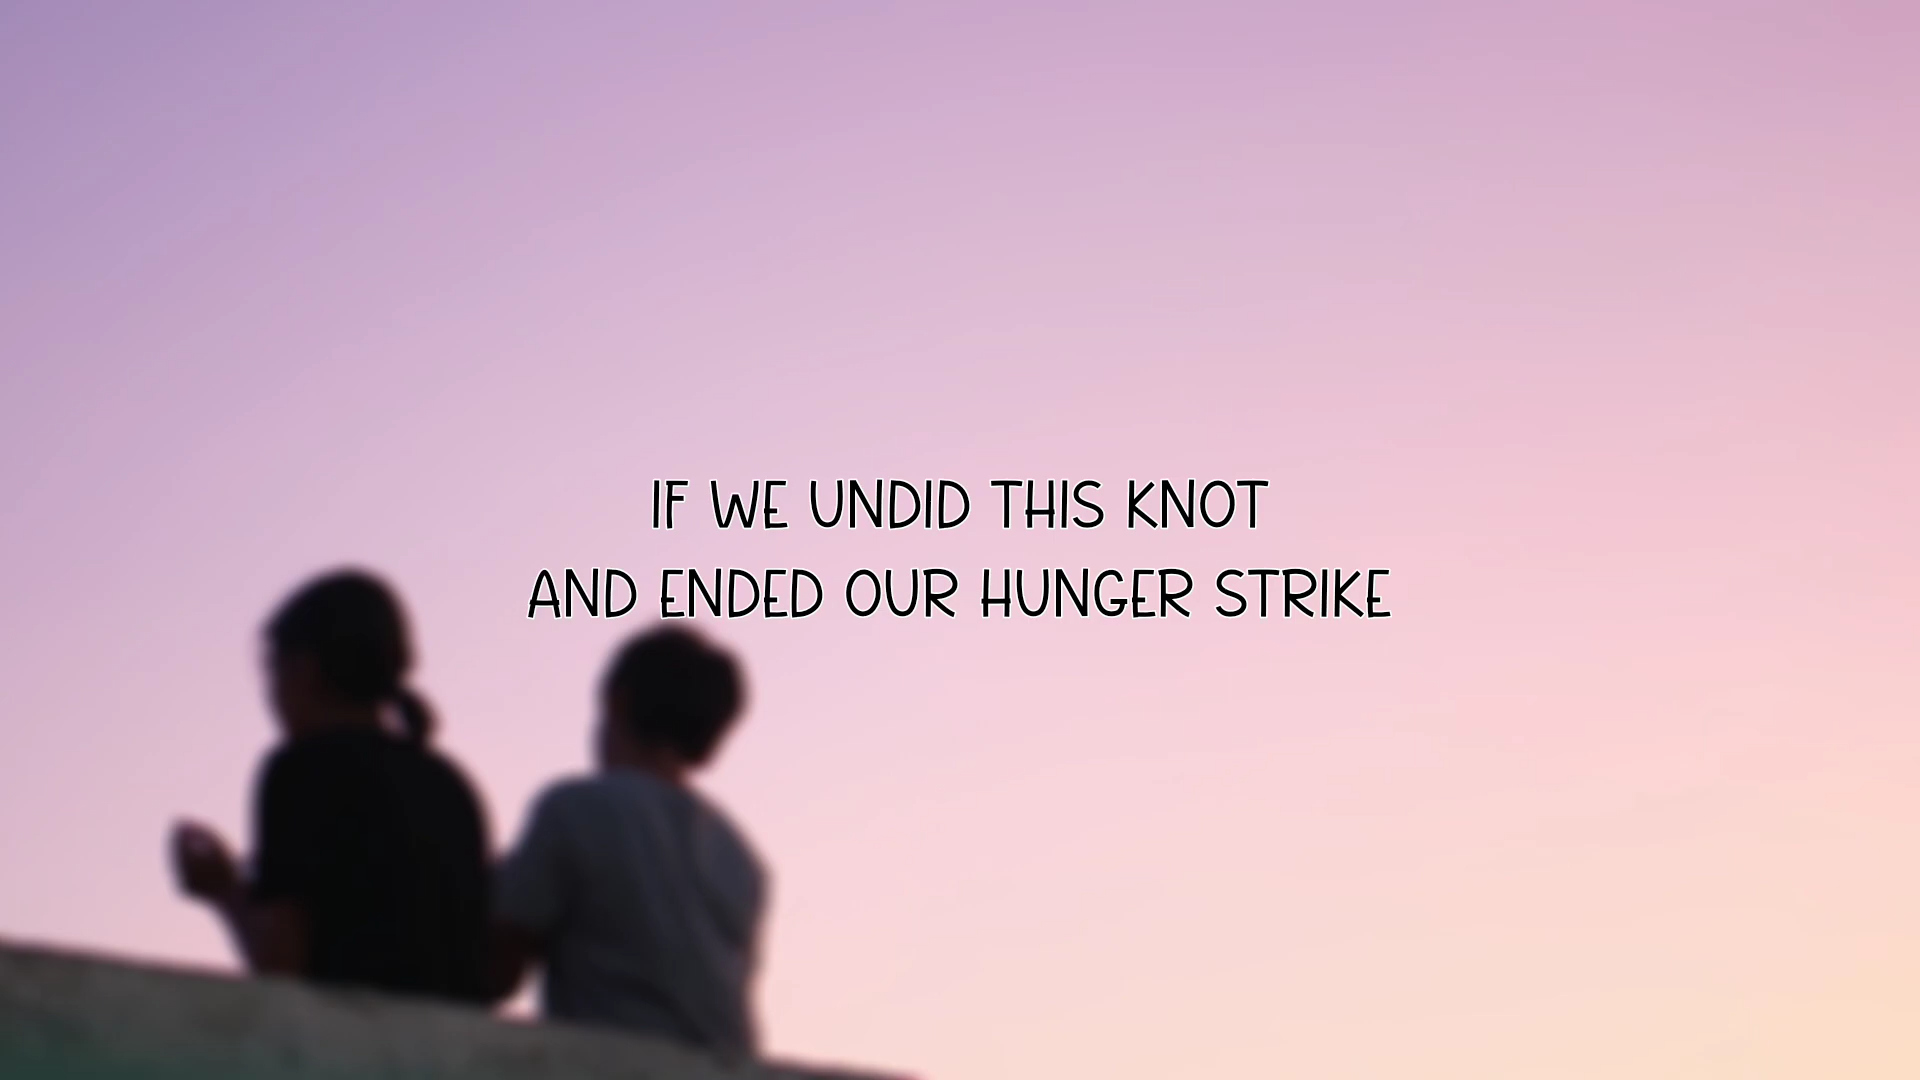 IF WE UNDID THIS KNOT
AND ENDED OUR HUNGER STRIKE